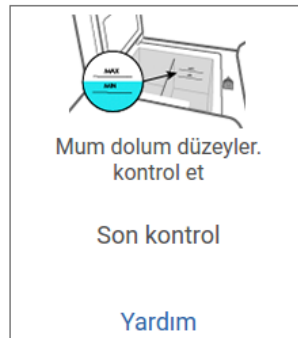 MAX
MIN
Mum dolum düzeyler.
kontrol et
Son kontrol
Yardım